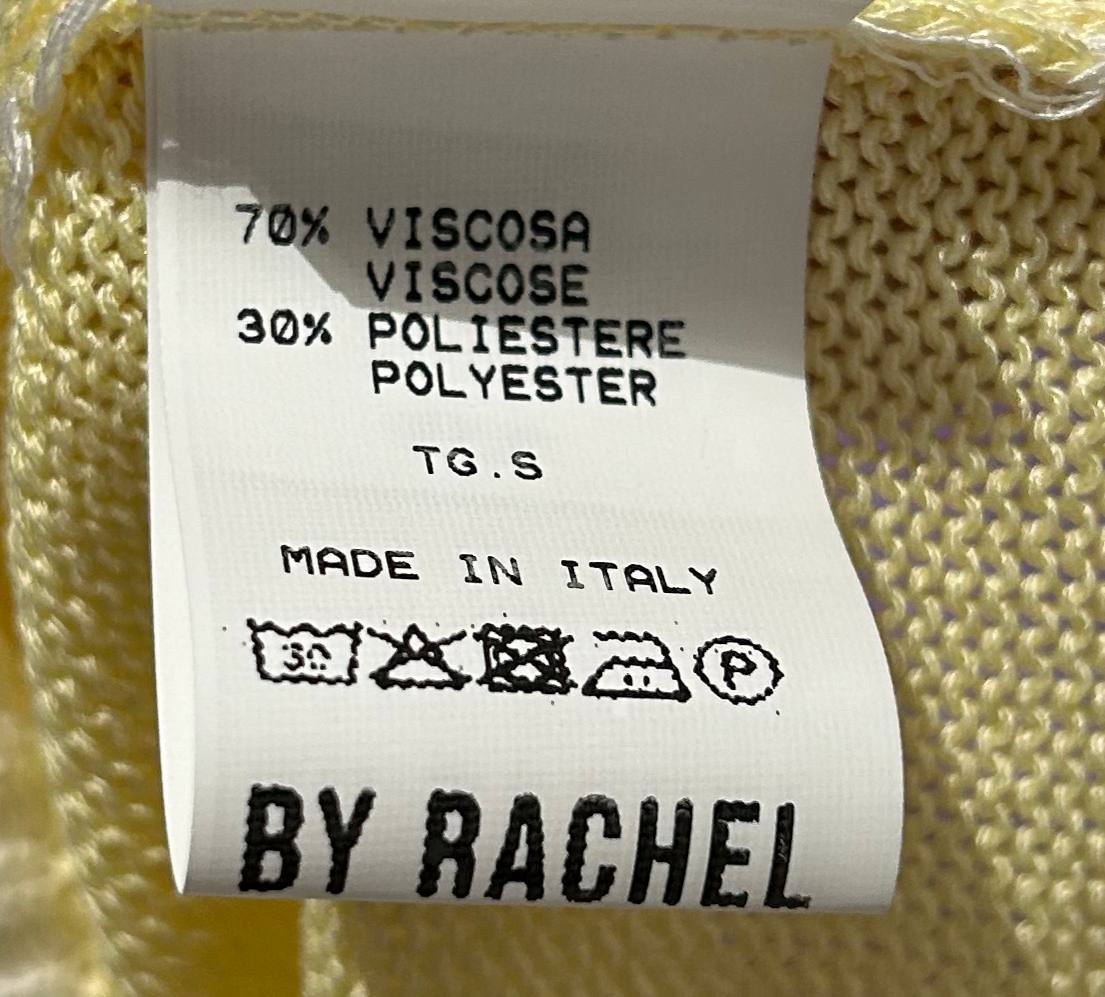 70% VISCOSA
VISCOSE
30% POLIESTERE
POLYESTER
TG.S
MADE IN ITALY
30 P
BY RACHEL